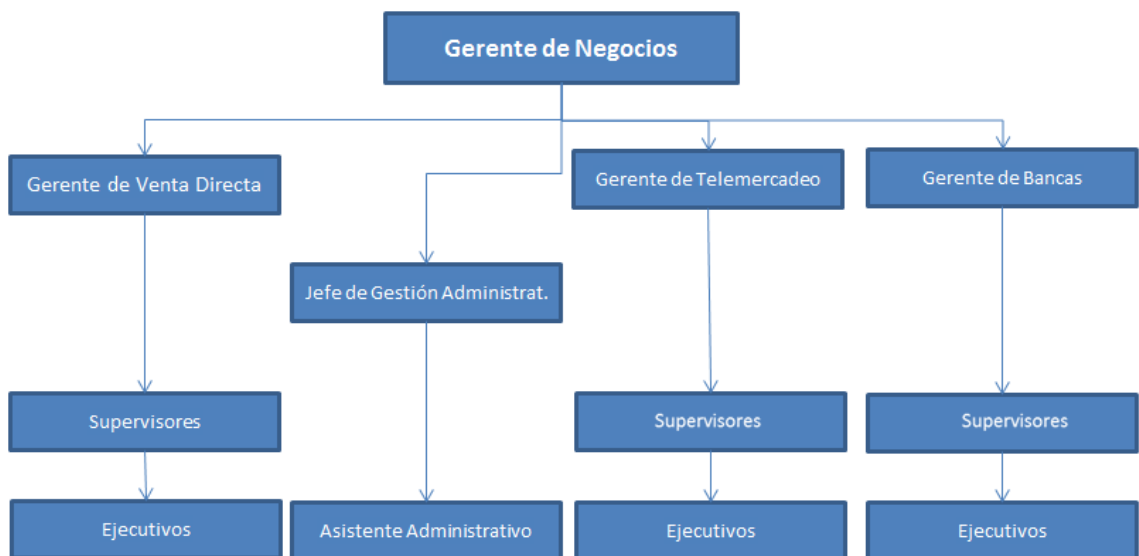 Gerente de Negocios
Gerente de Venta Directa
Gerente de Telemercadeo
Gerente de Bancas
Jefe de Gestión Administrat.
Supervisores
Supervisores
Supervisores
Ejecutivos
Asistente Administrativo
Ejecutivos
Ejecutivos